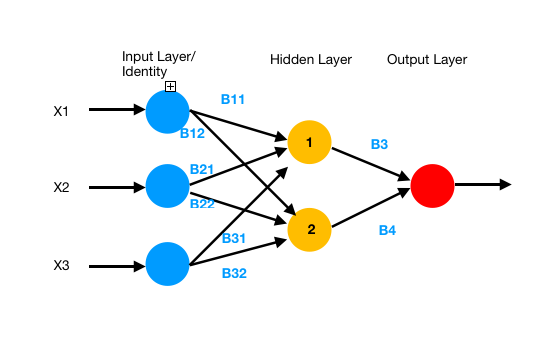 Input Layer/
Identity
Hidden Layer
Output Layer
X1
B11
B12
1
B3
X2
B21
B22
X3
B31
2
B4
B32